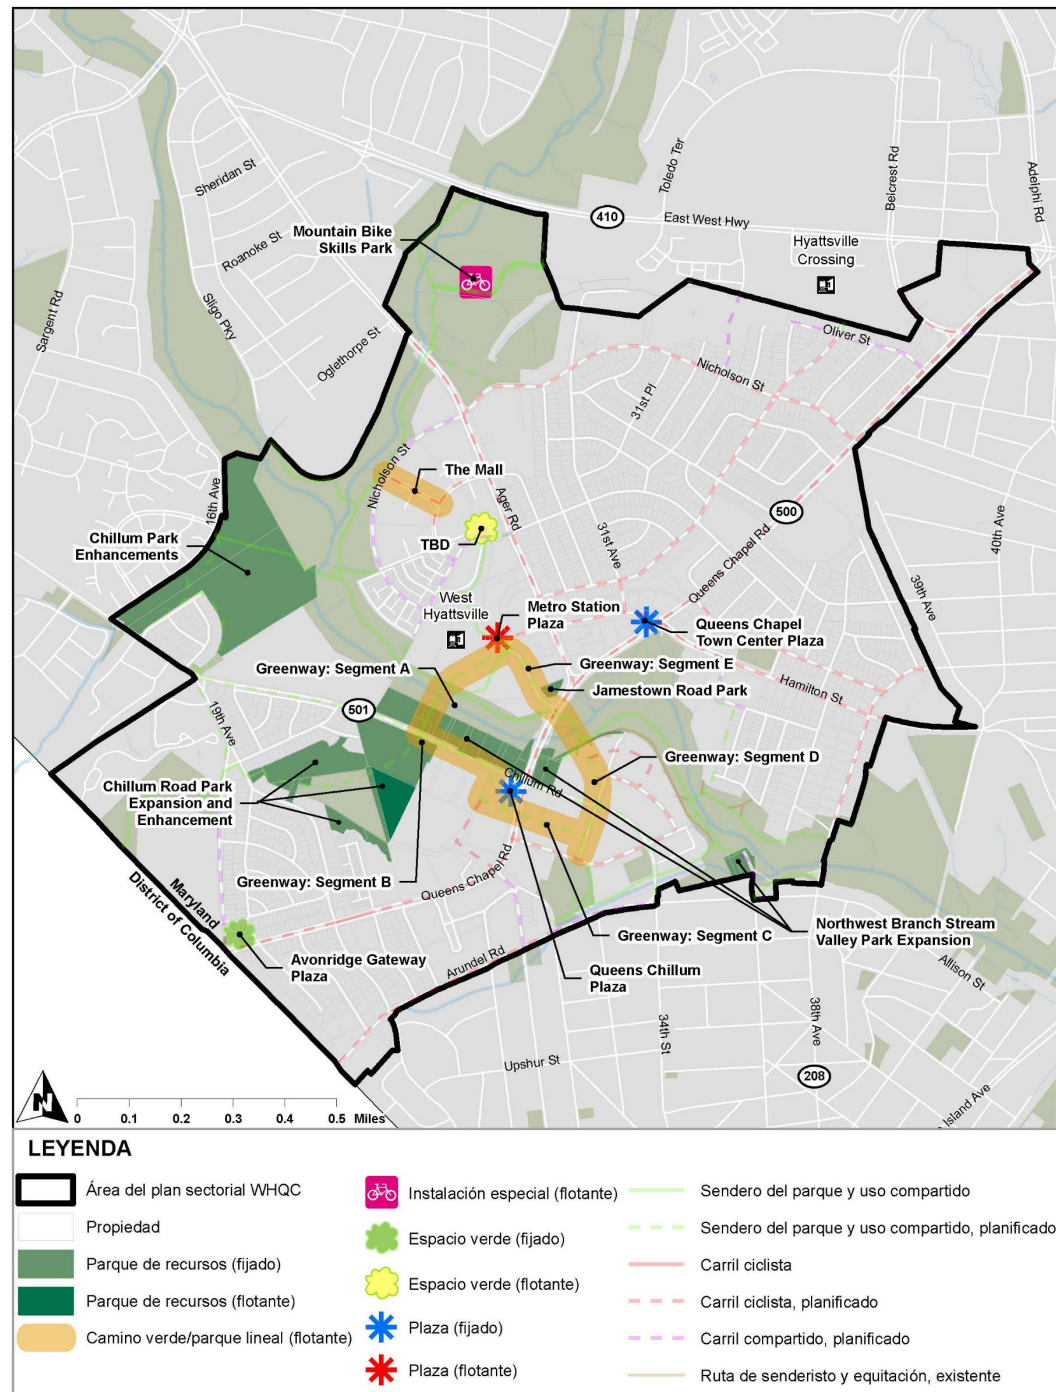 Sheridan St
Roanoke St
Sargent Rd
Sligo Pky
Oglethorpe St
Mountain Bike
Skills Park
410
East West Hwy
Toledo Ter
Belcrest Rd
Adelphi Rd
Hyattsville
Crossing
Oliver St
Nicholson St
31st Pl
Nicholson St
The Mall
Ager Rd
TBD
31st Ave
500
Queens Chapel Rd
40th Ave
39th Ave
16th Ave
Chillum Park
Enhancements
West
Hyattsville
Metro Station
Plaza
Queens Chapel
Town Center Plaza
Greenway: Segment A
Greenway: Segment E
Jamestown Road Park
Hamilton St
501
19th Ave
Greenway: Segment D
Chillum Rd
Chillum Road Park
Expansion and
Enhancement
Greenway: Segment B
Queens Chapel Rd
Maryland
District of Columbia
Avonridge Gateway
Plaza
Arundel Rd
Greenway: Segment C
Queens Chillum
Plaza
Northwest Branch Stream
Valley Park Expansion
Allison St
34th St
38th Ave
Upshur St
208
Island Ave
N
0 0.1 0.2 0.3 0.4 0.5 Miles
LEYENDA
Área del plan sectorial WHQC
Propiedad
Parque de recursos (fijado)
Parque de recursos (flotante)
Camino verde/parque lineal (flotante)
Instalación especial (flotante)
Espacio verde (fijado)
Espacio verde (flotante)
Plaza (fijado)
Plaza (flotante)
Sendero del parque y uso compartido
Sendero del parque y uso compartido, planificado
Carril ciclista
Carril ciclista, planificado
Carril compartido, planificado
Ruta de senderisto y equitación, existente